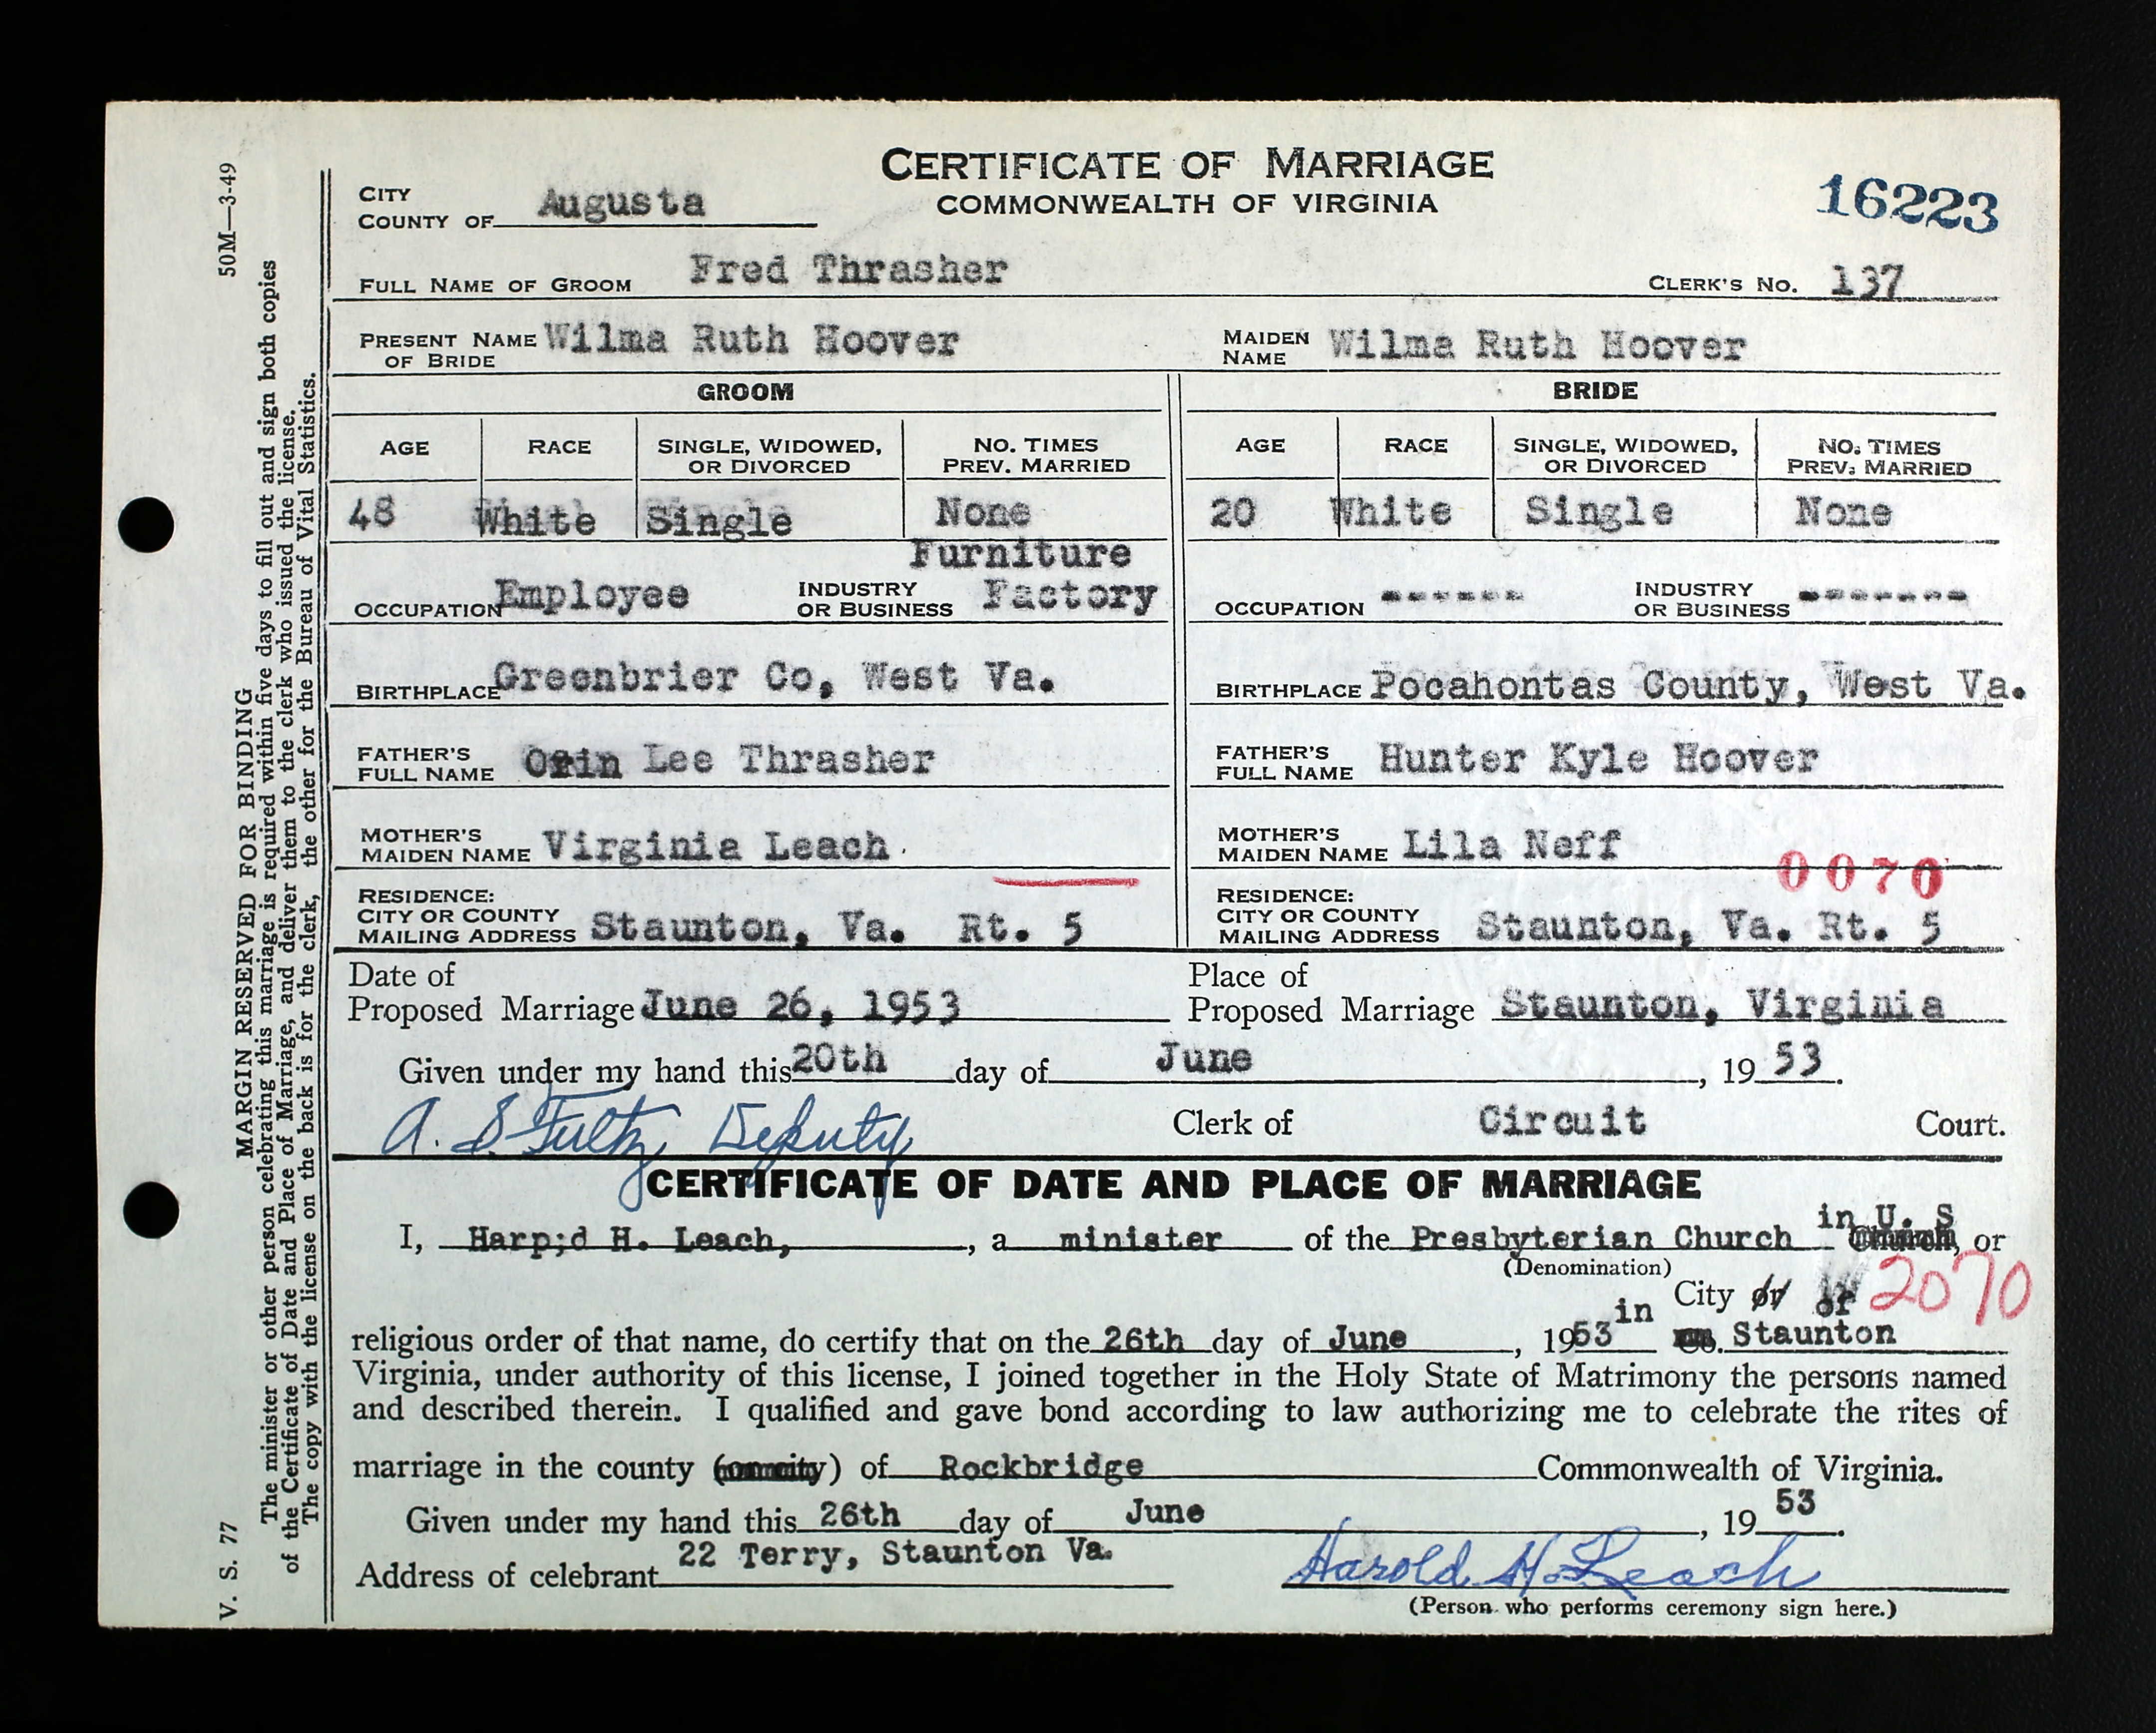 CERTIFICATE OF MARRIAGE
COMMONWEALTH OF VIRGINIA
16223
CITY
COUNTY OF Augusta
FULL NAME OF GROOM Fred Thrasher CLERK'S No. 137
PRESENT NAME OF BRIDE Wilma Ruth Hoover MAIDEN NAME Wilma Ruth Hoover
GROOM BRIDE
AGE RACE SINGLE, WIDOWED, OR DIVORCED NO. TIMES PREV. MARRIED AGE RACE SINGLE, WIDOWED, OR DIVORCED NO. TIMES PREV. MARRIED
48 White Single None 20 White Single None
OCCUPATION Employee INDUSTRY OR BUSINESS Furniture Factory OCCUPATION ------ INDUSTRY OR BUSINESS -------
BIRTHPLACE Greenbrier Co, West Va. BIRTHPLACE Pocahontas County, West Va.
FATHER'S FULL NAME Orin Lee Thrasher FATHER'S FULL NAME Hunter Kyle Hoover
MOTHER'S MAIDEN NAME Virginia Leach MOTHER'S MAIDEN NAME Lila Neff
0070
RESIDENCE: CITY OR COUNTY MAILING ADDRESS Staunton, Va. Rt. 5 RESIDENCE: CITY OR COUNTY MAILING ADDRESS Staunton, Va. Rt. 5
Date of Proposed Marriage June 26, 1953 Place of Proposed Marriage Staunton, Virginia
Given under my hand this 20th day of June, 1953.
A. S. Fultz Deputy Clerk of Circuit Court.
CERTIFICATE OF DATE AND PLACE OF MARRIAGE
I, Harp;d H. Leach, , a minister of the Presbyterian Church in U. S Church, or
(Denomination)
City or of 2070
religious order of that name, do certify that on the 26th day of June, 1953 in Co. Staunton
Virginia, under authority of this license, I joined together in the Holy State of Matrimony the persons named
and described therein. I qualified and gave bond according to law authorizing me to celebrate the rites of
marriage in the county (or city) of Rockbridge Commonwealth of Virginia.
Given under my hand this 26th day of June, 1953.
Address of celebrant 22 Terry, Staunton Va. Harold H. Leach
(Person who performs ceremony sign here.)
V. S. 77 MARGIN RESERVED FOR BINDING 50M—3-49
The minister or other person celebrating this marriage is required within five days to fill out and sign both copies
of the Certificate of Date and Place of Marriage, and deliver them to the clerk who issued the license.
The copy with the license on the back is for the clerk, the other for the Bureau of Vital Statistics.